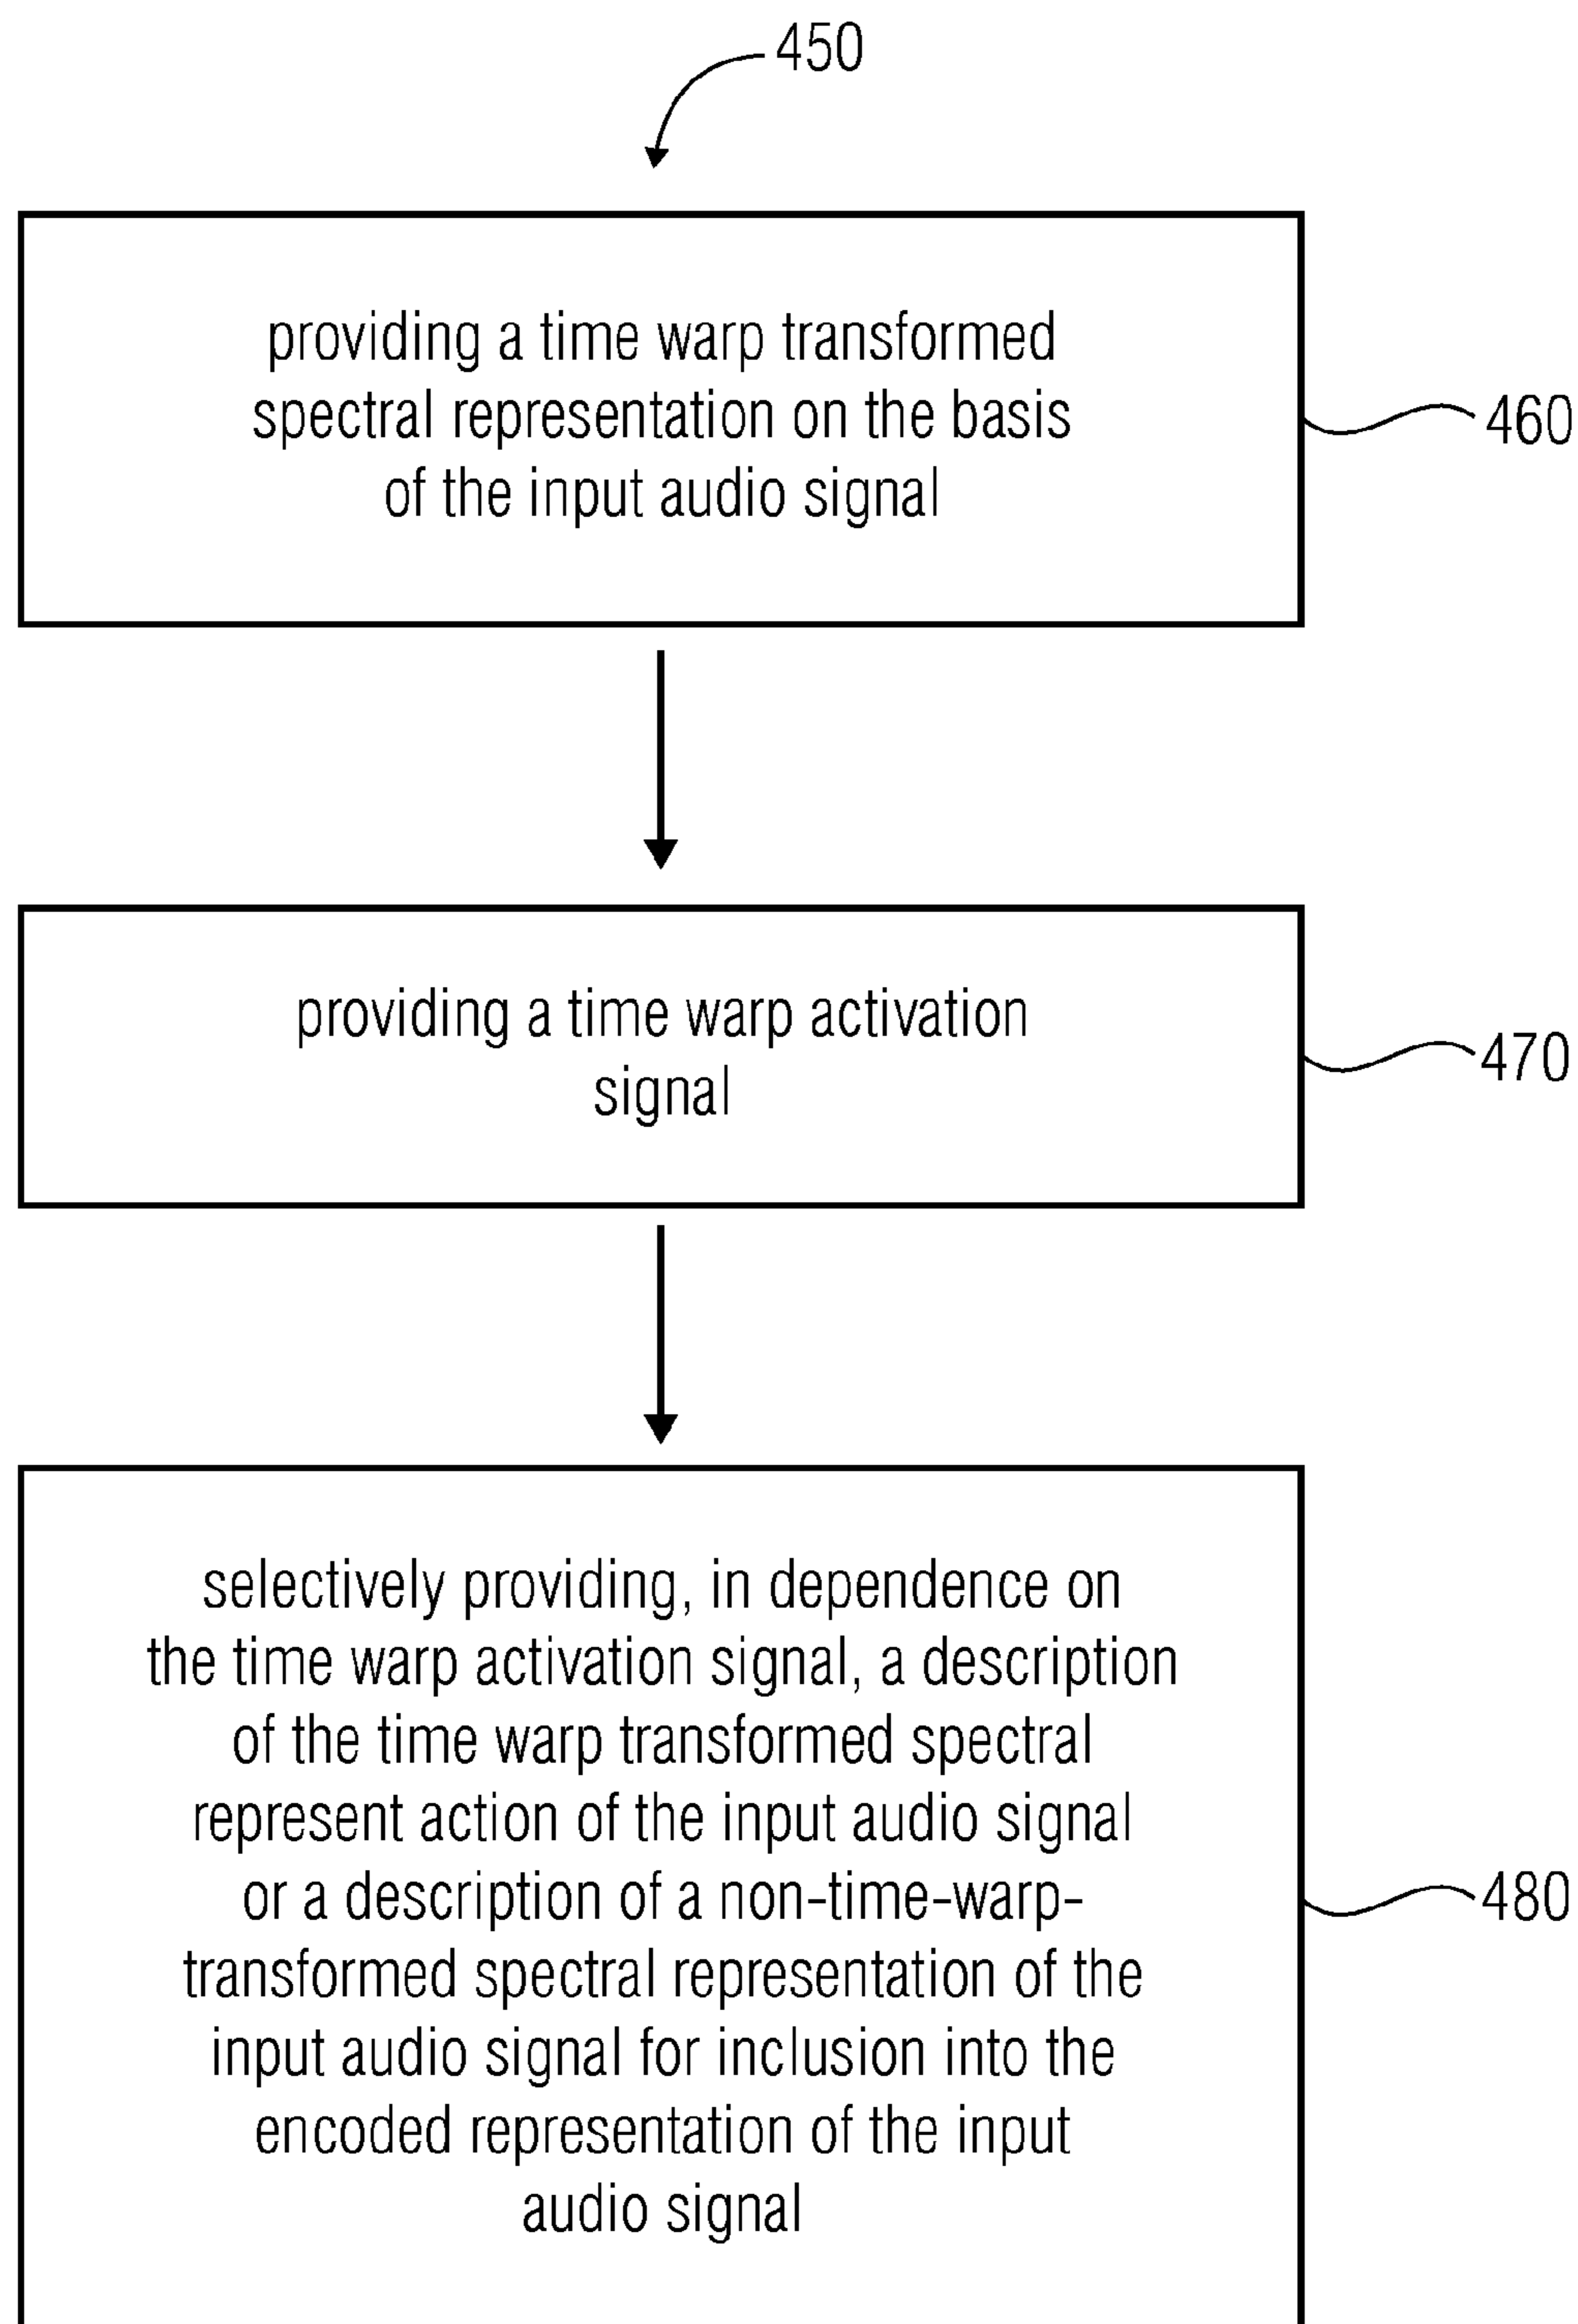 450
providing a time warp transformed
spectral representation on the basis
of the input audio signal
460
providing a time warp activation
signal
470
selectively providing, in dependence on
the time warp activation signal, a description
of the time warp transformed spectral
represent action of the input audio signal
or a description of a non-time-warp-
transformed spectral representation of the
input audio signal for inclusion into the
encoded representation of the input
audio signal
480